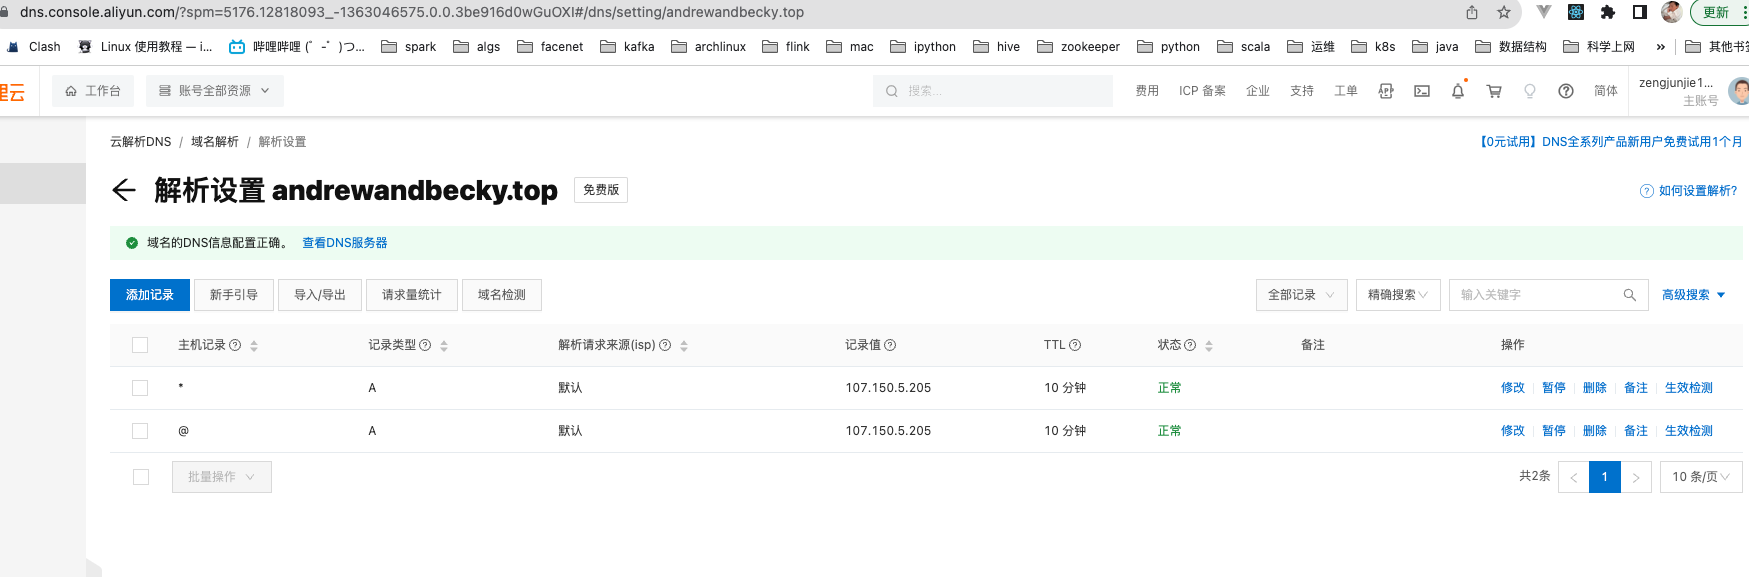 dns.console.aliyun.com/?spm=5176.12818093_-1363046575.0.0.3be916d0wGuOXI#/dns/setting/andrewandbecky.top
更新
Clash Linux 使用教程 — i... 哔哩哔哩 (゜-゜)つ... spark algs facenet kafka archlinux flink mac ipython hive zookeeper python scala 运维 k8s java 数据结构 科学上网 » 其他书签
里云 工作台 账号全部资源 搜索... 费用 ICP 备案 企业 支持 工单 简体 zengjunjie1...
主账号
云解析DNS / 域名解析 / 解析设置 【0元试用】DNS全系列产品新用户免费试用1个月
解析设置 andrewandbecky.top 免费版 如何设置解析?
域名的DNS信息配置正确。 查看DNS服务器
添加记录 新手引导 导入/导出 请求量统计 域名检测 全部记录 精确搜索 输入关键字 高级搜索
主机记录 记录类型 解析请求来源(isp) 记录值 TTL 状态 备注 操作
* A 默认 107.150.5.205 10 分钟 正常 修改 暂停 删除 备注 生效检测
@ A 默认 107.150.5.205 10 分钟 正常 修改 暂停 删除 备注 生效检测
批量操作 共2条 < 1 > 10 条/页